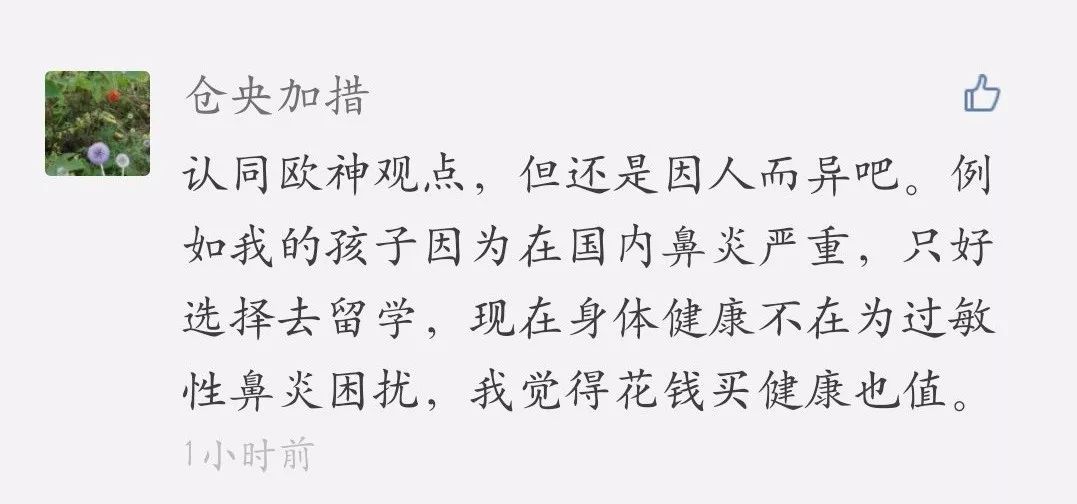 仓央加措
认同欧神观点，但还是因人而异吧。例
如我的孩子因为在国内鼻炎严重，只好
选择去留学，现在身体健康不在为过敏
性鼻炎困扰，我觉得花钱买健康也值。
1小时前